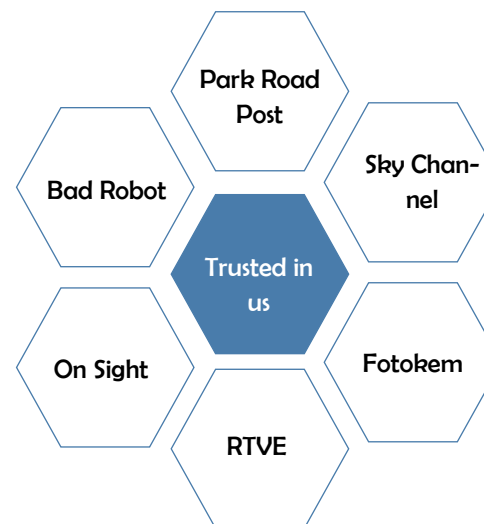 Park Road
Post
Sky Chan-
nel
Bad Robot
Trusted in
us
Fotokem
On Sight
RTVE